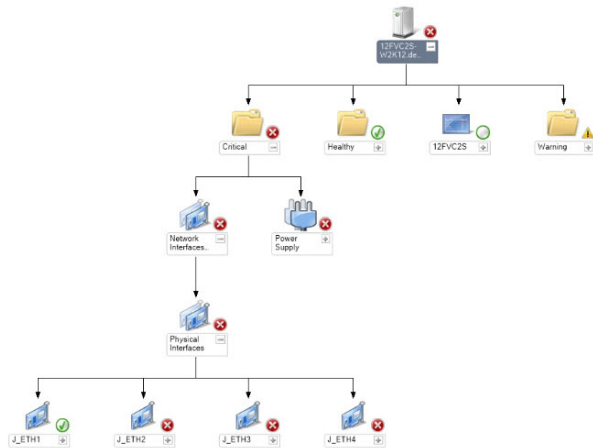 12FVC2S-
W2K12.de...
Critical
Healthy
12FVC2S
Warning
Network
Interfaces..
Power
Supply
Physical
Interfaces
J_ETH1
J_ETH2
J_ETH3
J_ETH4